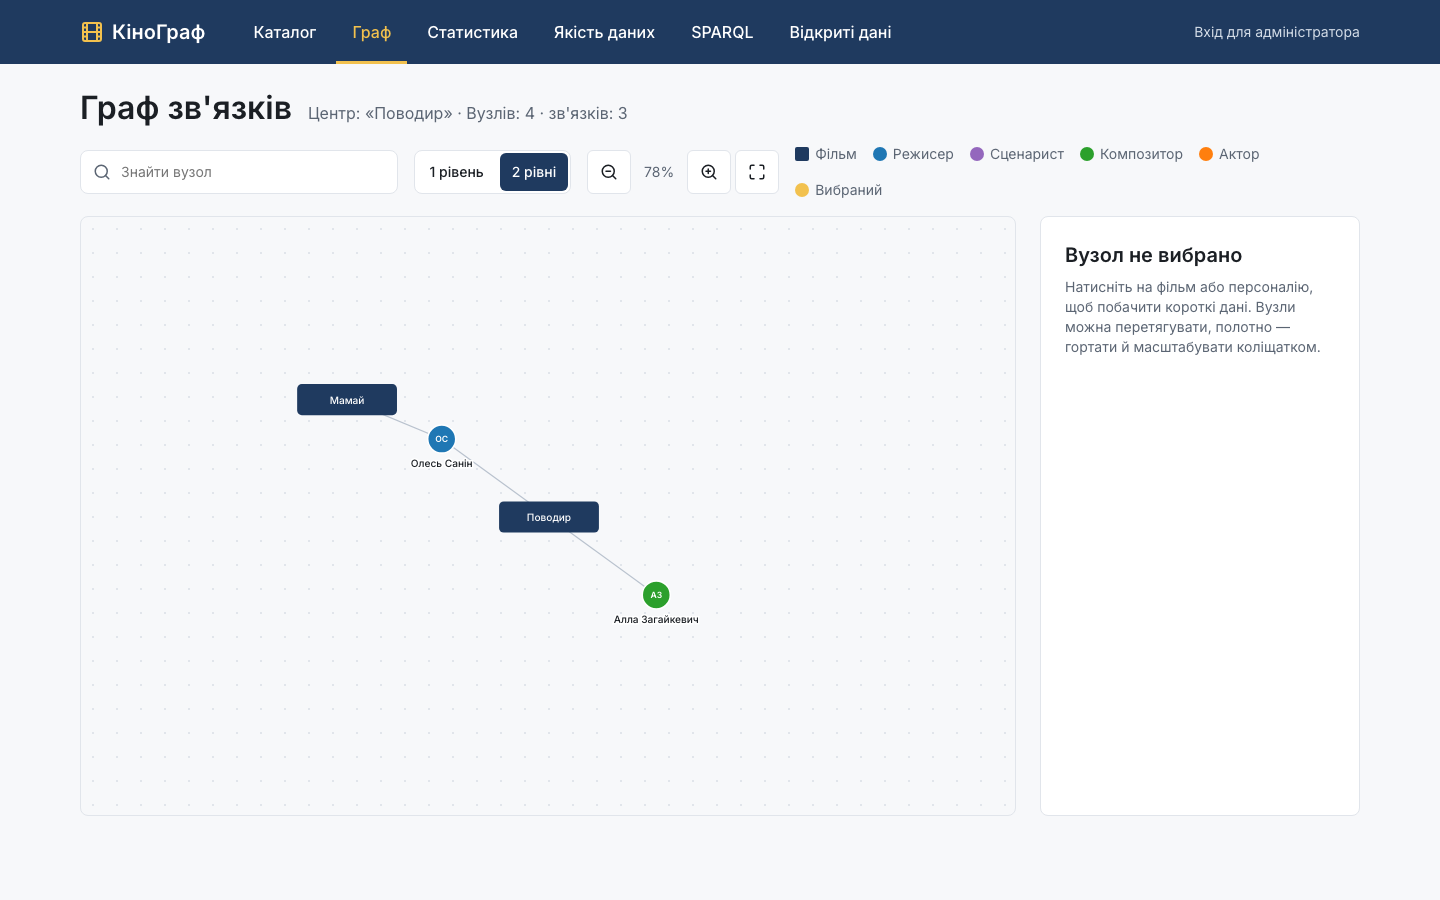 КіноГраф
Каталог
Граф
Статистика
Якість даних
SPARQL
Відкриті дані
Вхід для адміністратора
Граф зв'язків
Центр: «Поводир» · Вузлів: 4 · зв'язків: 3
Знайти вузол
1 рівень
2 рівні
78%
Фільм
Режисер
Сценарист
Композитор
Актор
Вибраний
Мамай
ОС
Олесь Санін
Поводир
АЗ
Алла Загайкевич
Вузол не вибрано
Натисніть на фільм або персоналію,
щоб побачити короткі дані. Вузли
можна перетягувати, полотно —
гортати й масштабувати коліщатком.